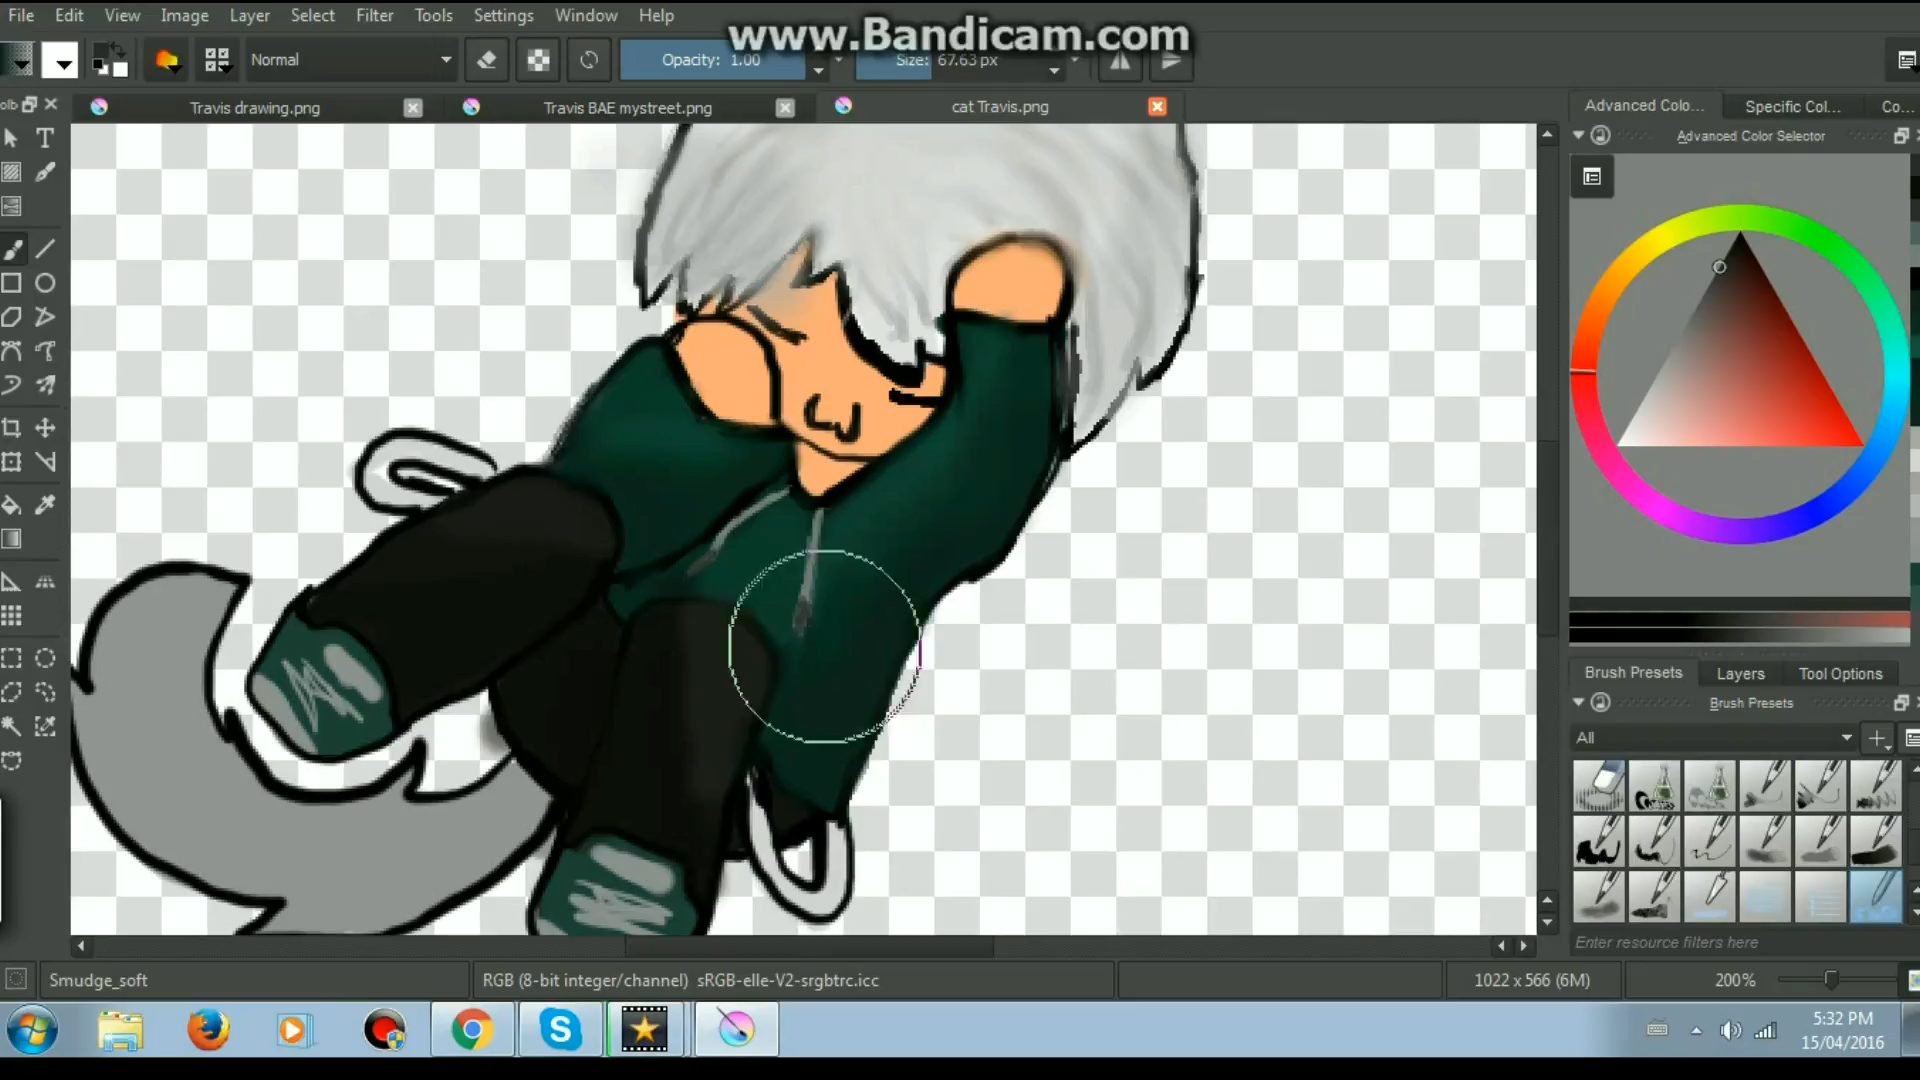 www.Bandicam.com
File Edit View Image Layer Select Filter Tools Settings Window Help
Normal Opacity: 1.00 Size: 67.63 px
Travis drawing.png Travis BAE mystreet.png cat Travis.png
Advanced Colo... Specific Col... Co...
Advanced Color Selector
Brush Presets Layers Tool Options
Brush Presets
All
Enter resource filters here
Smudge_soft RGB (8-bit integer/channel) sRGB-elle-V2-srgbtrc.icc 1022 x 566 (6M) 200%
5:32 PM
15/04/2016